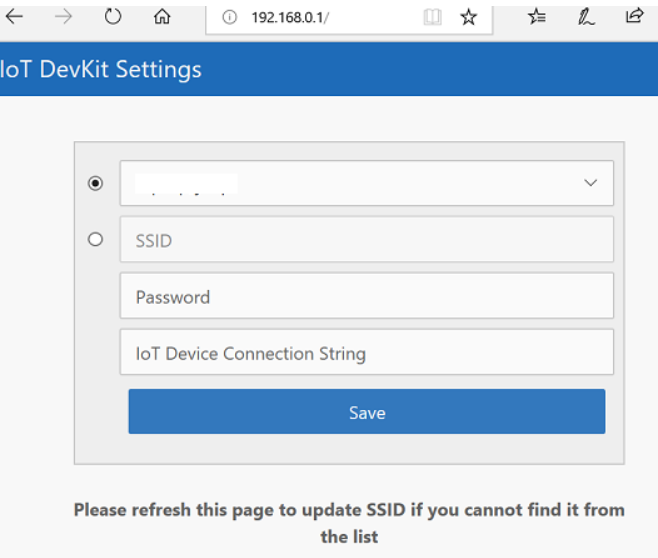 192.168.0.1/
IoT DevKit Settings
SSID
Password
IoT Device Connection String
Save
Please refresh this page to update SSID if you cannot find it from
the list